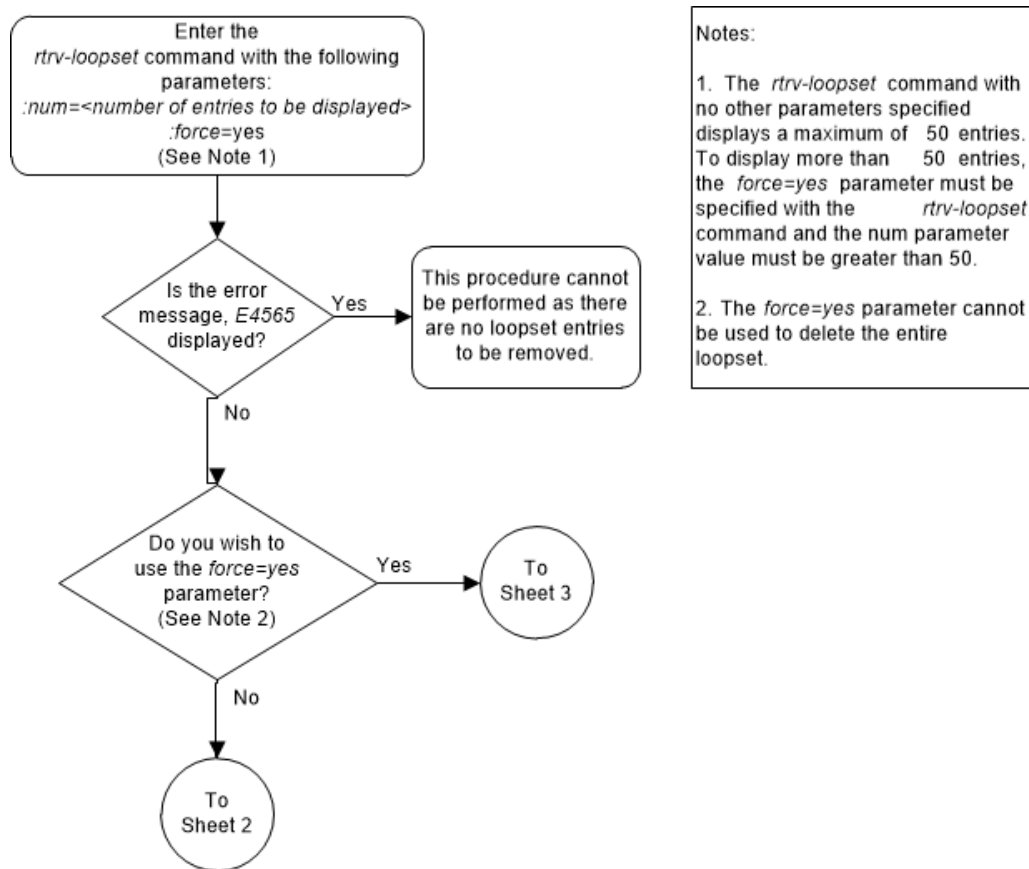 Enter the
rtrv-loopset command with the following
parameters:
:num=<number of entries to be displayed>
:force=yes
(See Note 1)
Is the error
message, E4565
displayed?
Yes
This procedure cannot
be performed as there
are no loopset entries
to be removed.
No
Do you wish to
use the force=yes
parameter?
(See Note 2)
Yes
To
Sheet 3
No
To
Sheet 2
Notes:
1. The rtrv-loopset command with
no other parameters specified
displays a maximum of 50 entries.
To display more than 50 entries,
the force=yes parameter must be
specified with the rtrv-loopset
command and the num parameter
value must be greater than 50.
2. The force=yes parameter cannot
be used to delete the entire
loopset.